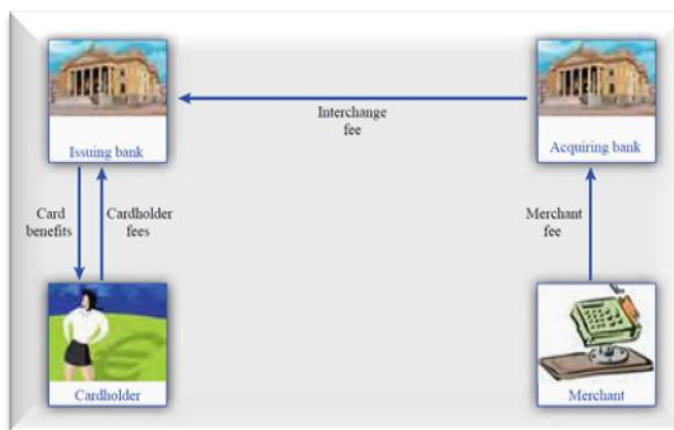 Interchange
fee
Issuing bank
Acquiring bank
Card
benefits
Cardholder
fees
Merchant
fee
Cardholder
Merchant